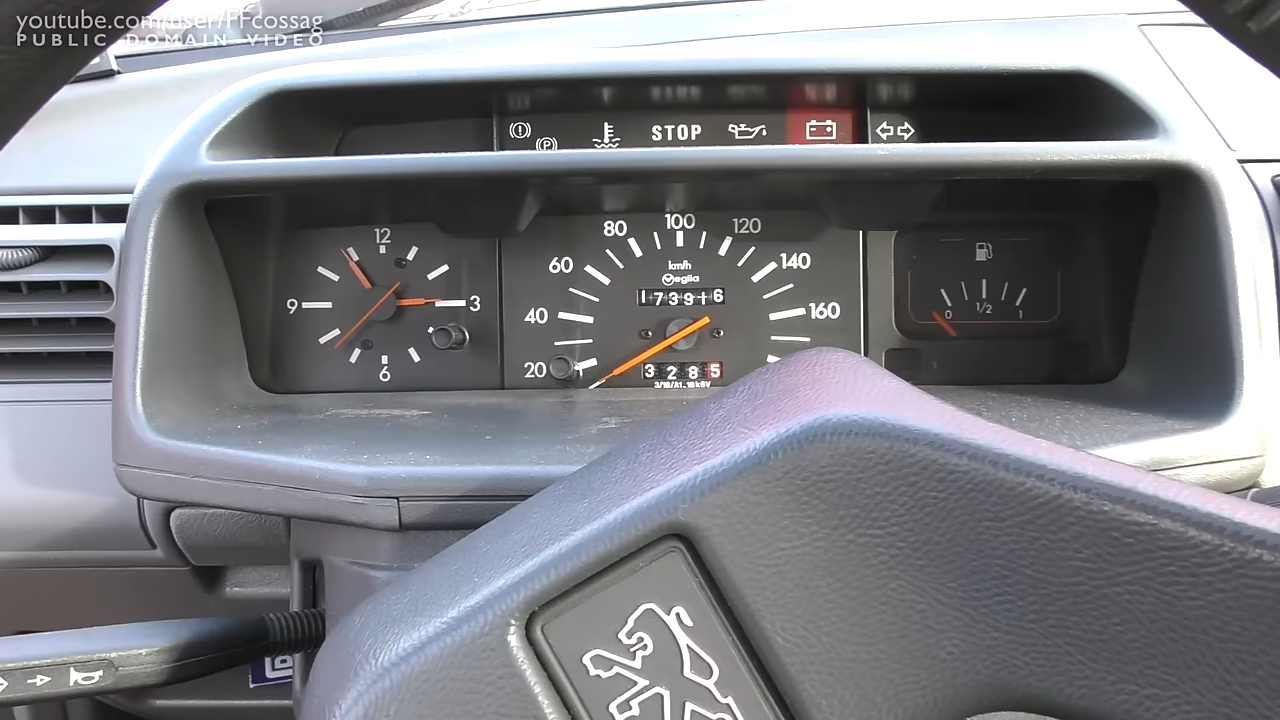 youtube.com/user/FFcossag
PUBLIC DOMAIN VIDEO
P
STOP
12
3
6
9
20
40
60
80
100
120
140
160
km/h
Veglia
173916
3285
0
1/2
1